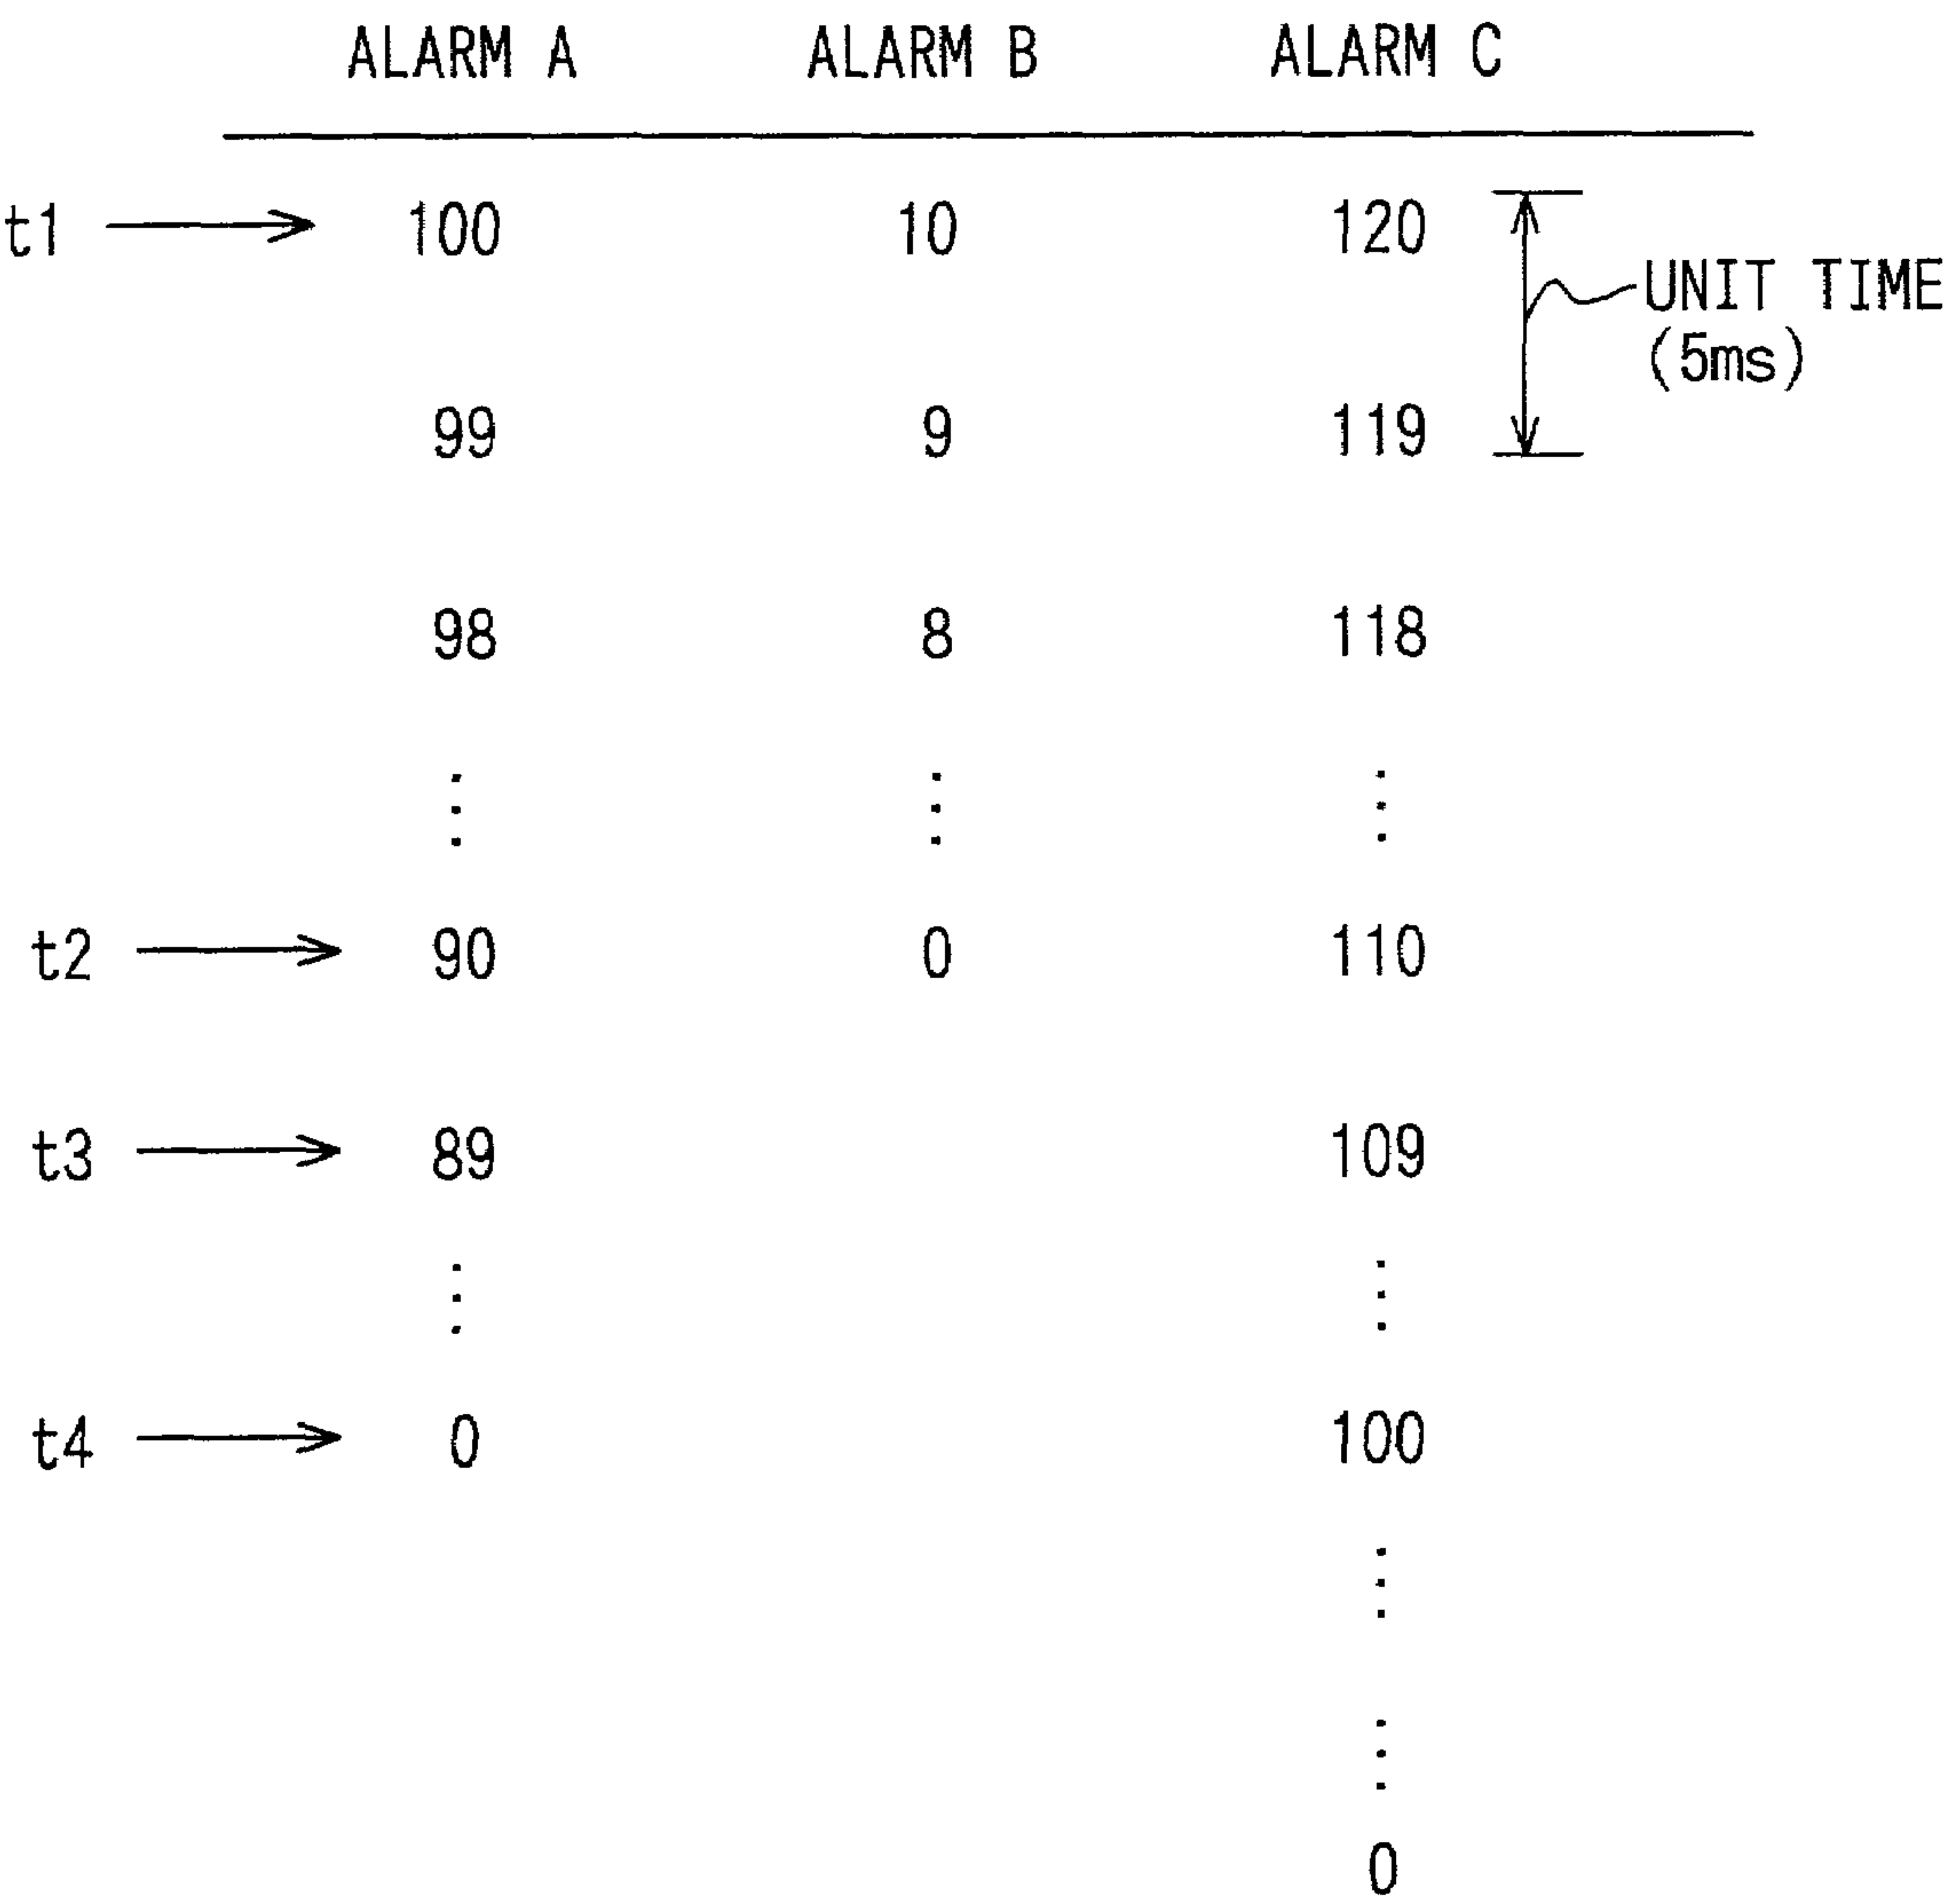 ALARM A ALARM B ALARM C
t1 100 10 120
UNIT TIME
(5ms)
99 9 119
98 8 118
t2 90 0 110
t3 89 109
t4 0 100
0